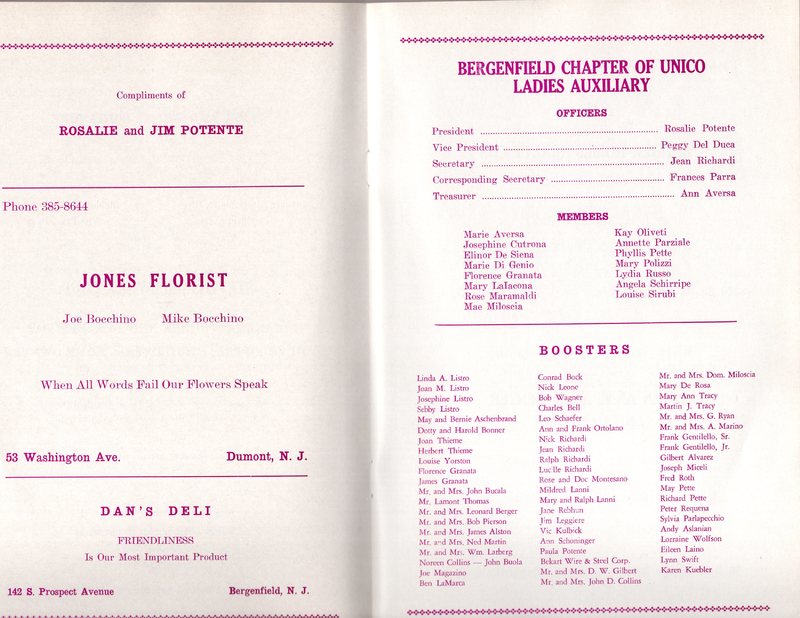 Compliments of
ROSALIE and JIM POTENTE
Phone 385-8644
JONES FLORIST
Joe Bocchino Mike Bocchino
When All Words Fail Our Flowers Speak
53 Washington Ave. Dumont, N. J.
DAN'S DELI
FRIENDLINESS
Is Our Most Important Product
142 S. Prospect Avenue Bergenfield, N. J.
BERGENFIELD CHAPTER OF UNICO
LADIES AUXILIARY
OFFICERS
President Rosalie Potente
Vice President Peggy Del Duca
Secretary Jean Richardi
Corresponding Secretary Frances Parra
Treasurer Ann Aversa
MEMBERS
Marie Aversa
Josephine Cutrona
Elinor De Siena
Marie Di Genio
Florence Granata
Mary LaIacona
Rose Maramaldi
Mae Miloscia
Kay Oliveti
Annette Parziale
Phyllis Pette
Mary Polizzi
Lydia Russo
Angela Schirripe
Louise Sirubi
BOOSTERS
Linda A. Listro
Joan M. Listro
Josephine Listro
Sebby Listro
May and Bernie Aschenbrand
Dotty and Harold Bonner
Joan Thieme
Herbert Thieme
Louise Yorston
Florence Granata
James Granata
Mr. and Mrs. John Bucala
Mr. Lamont Thomas
Mr. and Mrs. Leonard Berger
Mr. and Mrs. Bob Pierson
Mr. and Mrs. James Alston
Mr. and Mrs. Ned Martin
Mr. and Mrs. Wm. Larberg
Noreen Collins — John Buola
Joe Magazino
Ben LaMarca
Conrad Bock
Nick Leone
Bob Wagner
Charles Bell
Leo Schaefer
Ann and Frank Ortolano
Nick Richardi
Jean Richardi
Ralph Richardi
Lucille Richardi
Rose and Doc Montesano
Mildred Lanni
Mary and Ralph Lanni
Jane Rebhun
Jim Leggiere
Vic Kulbick
Ann Schoninger
Paula Potente
Bekart Wire & Steel Corp.
Mr. and Mrs. D. W. Gilbert
Mr. and Mrs. John D. Collins
Mr. and Mrs. Dom. Miloscia
Mary De Rosa
Mary Ann Tracy
Martin J. Tracy
Mr. and Mrs. G. Ryan
Mr. and Mrs. A. Marino
Frank Gentilello, Sr.
Frank Gentilello, Jr.
Gilbert Alvarez
Joseph Miceli
Fred Roth
May Pette
Richard Pette
Peter Requena
Sylvia Parlapecchio
Andy Aslanian
Lorraine Wolfson
Eileen Laino
Lynn Swift
Karen Kuebler